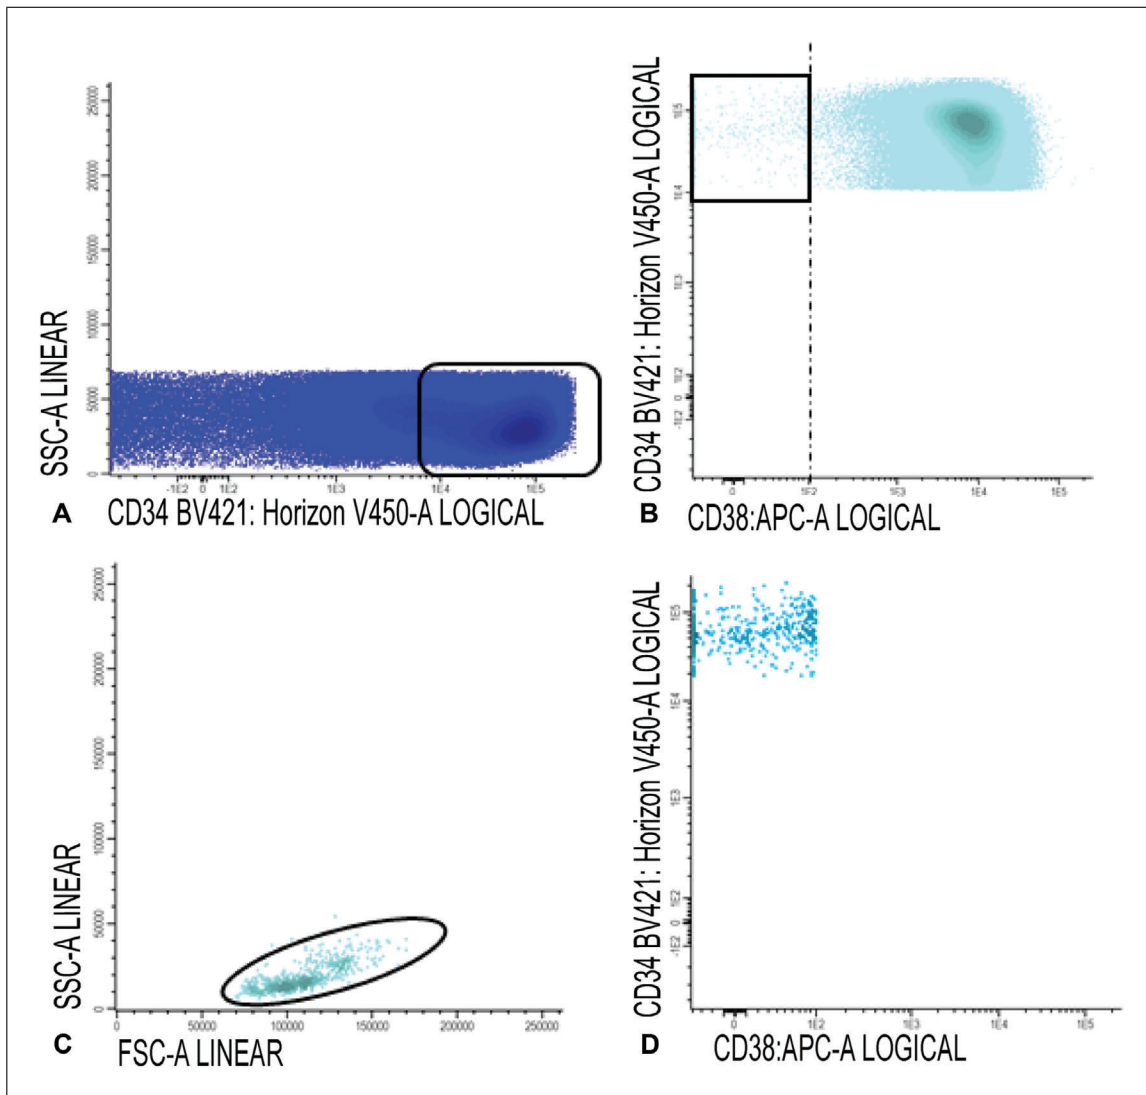 SSC-A LINEAR
250000
200000
150000
100000
50000
0
-1E2 0 1E2 1E3 1E4 1E5
A CD34 BV421: Horizon V450-A LOGICAL
CD34 BV421: Horizon V450-A LOGICAL
1E5
1E4
1E3
1E2
0
-1E2
0 1E2 1E3 1E4 1E5
B CD38:APC-A LOGICAL
SSC-A LINEAR
250000
200000
150000
100000
50000
0
0 50000 100000 150000 200000 250000
C FSC-A LINEAR
CD34 BV421: Horizon V450-A LOGICAL
1E5
1E4
1E3
1E2
0
-1E2
0 1E2 1E3 1E4 1E5
D CD38:APC-A LOGICAL